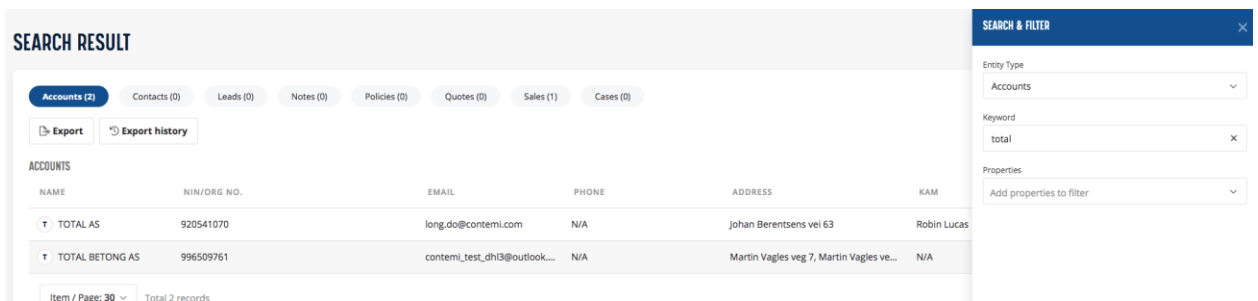 SEARCH RESULT
Accounts (2) Contacts (0) Leads (0) Notes (0) Policies (0) Quotes (0) Sales (1) Cases (0)
Export Export history
ACCOUNTS
NAME NIN/ORG NO. EMAIL PHONE ADDRESS KAM
T TOTAL AS 920541070 long.do@contemi.com N/A Johan Berentsens vei 63 Robin Lucas
T TOTAL BETONG AS 996509761 contemi_test_dhl3@outlook.... N/A Martin Vagles veg 7, Martin Vagles ve... N/A
Item / Page: 30 Total 2 records
SEARCH & FILTER
Entity Type
Accounts
Keyword
total
Properties
Add properties to filter